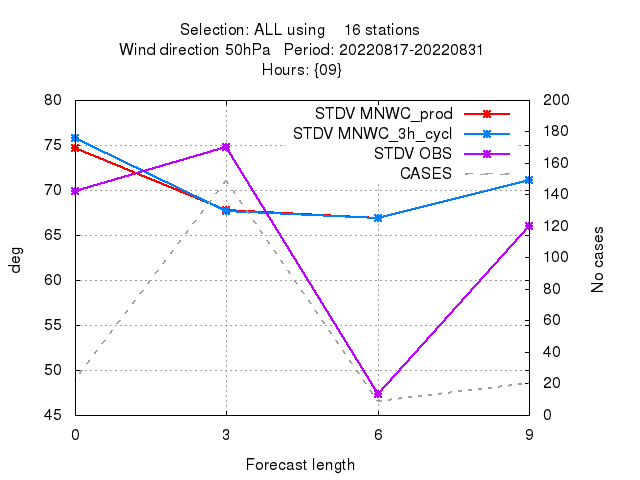 Selection: ALL using    16 stations
Wind direction 50hPa   Period: 20220817-20220831
Hours: {09}
80
75
70
65
60
55
50
45
deg
STDV MNWC_prod
STDV MNWC_3h_cycl
STDV OBS
CASES
200
180
160
140
120
100
80
60
40
20
0
No cases
0 3 6 9
Forecast length